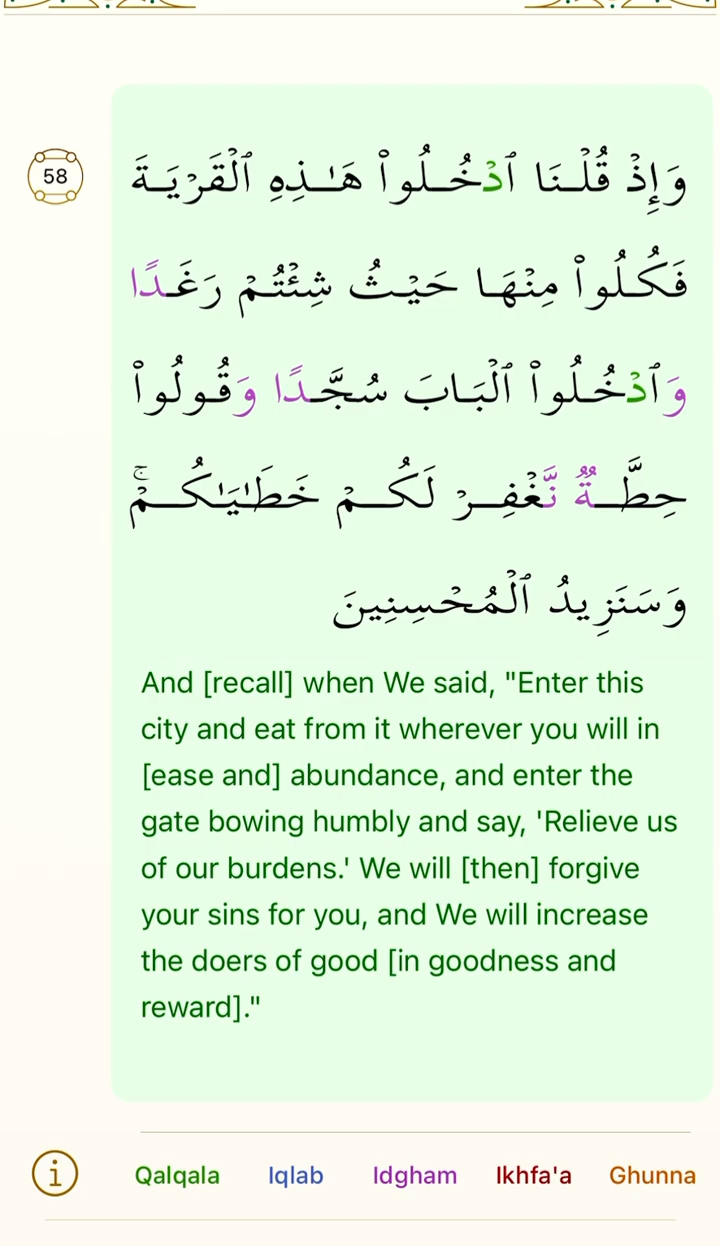 58
وَإِذْ قُلْنَا ٱدْخُلُوا۟ هَـٰذِهِ ٱلْقَرْيَةَ
فَكُلُوا۟ مِنْهَا حَيْثُ شِئْتُمْ رَغَدًا
وَٱدْخُلُوا۟ ٱلْبَابَ سُجَّدًا وَقُولُوا۟
حِطَّةٌ نَّغْفِرْ لَكُمْ خَطَـٰيَـٰكُمْ ۚ
وَسَنَزِيدُ ٱلْمُحْسِنِينَ
And [recall] when We said, "Enter this
city and eat from it wherever you will in
[ease and] abundance, and enter the
gate bowing humbly and say, 'Relieve us
of our burdens.' We will [then] forgive
your sins for you, and We will increase
the doers of good [in goodness and
reward]."
i Qalqala Iqlab Idgham Ikhfa'a Ghunna